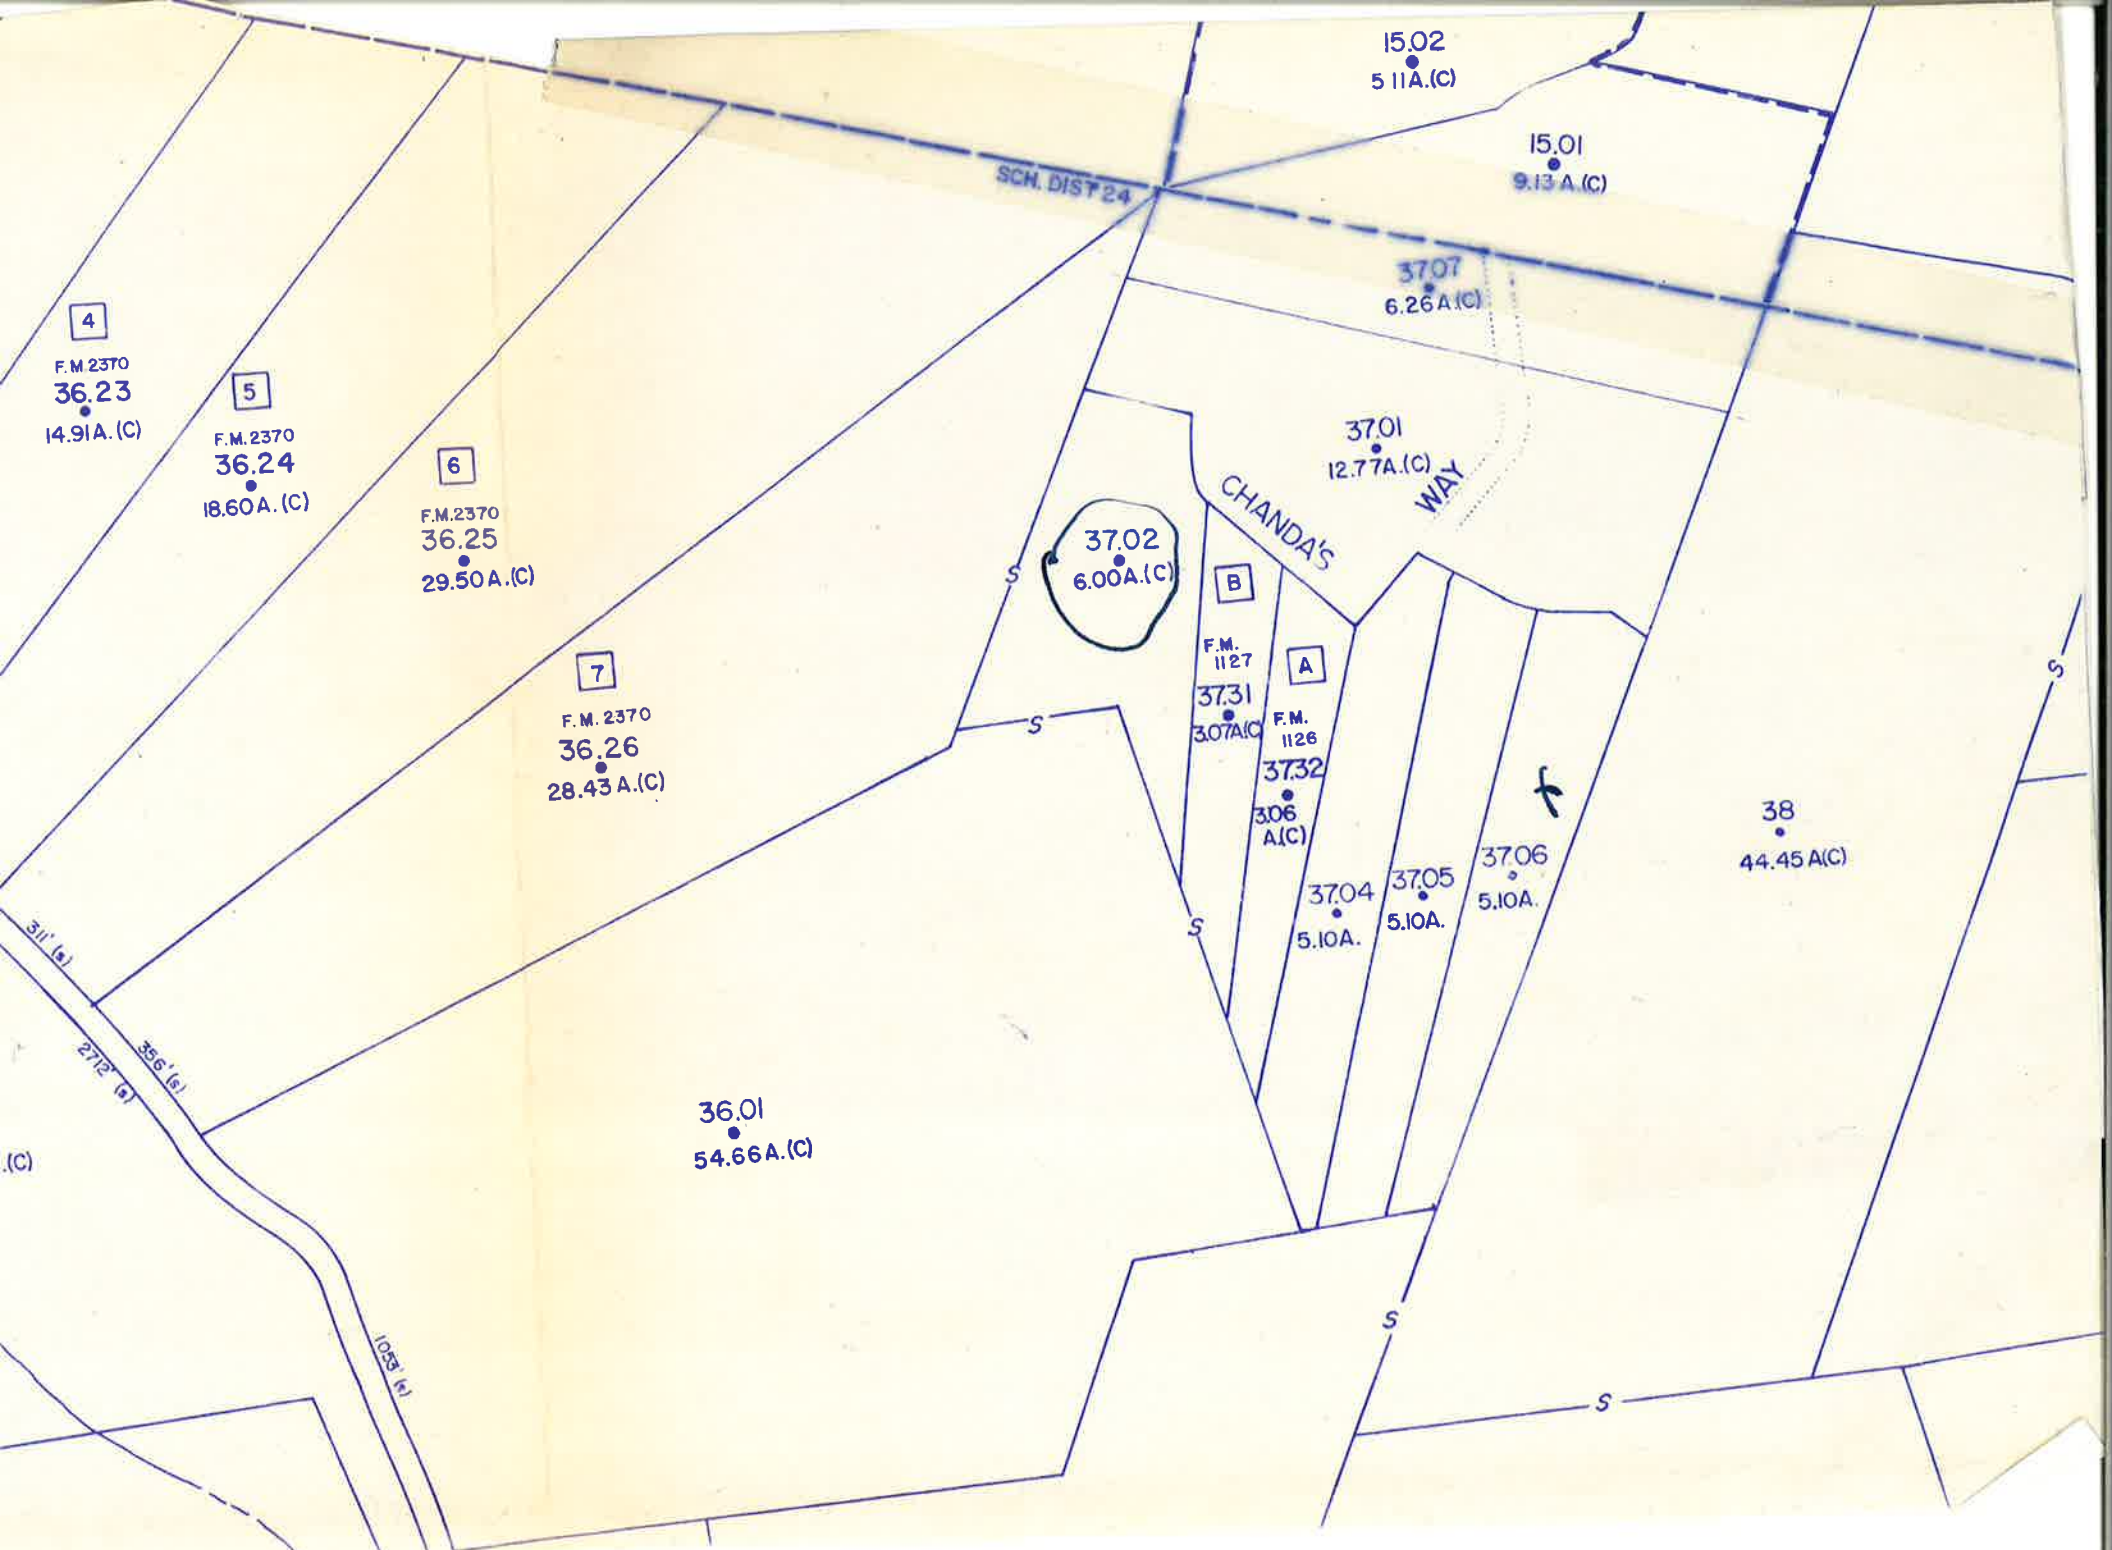 15.02
5 11A.(C)
15.01
9.13 A.(C)
SCH. DIST 24
37.07
6.26A.(C)
4
F.M.2370
36.23
14.91A.(C)
5
F.M.2370
36.24
18.60A.(C)
6
F.M.2370
36.25
29.50A.(C)
37.01
12.77A.(C)
CHANDA'S
WAY
37.02
6.00A.(C)
S
B
F.M.
1127
37.31
3.07A.(C)
A
F.M.
1126
37.32
3.06
A.(C)
S
7
F.M. 2370
36.26
28.43A.(C)
S
38
44.45A(C)
37.06
5.10A.
37.05
5.10A.
37.04
5.10A.
S
311' (s)
356' (s)
2712' (s)
36.01
54.66A.(C)
.(C)
S
1053' (s)
S